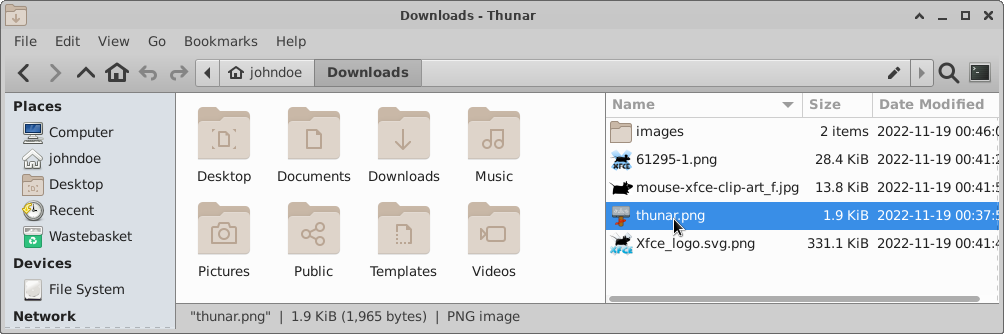 Downloads - Thunar
File Edit View Go Bookmarks Help
johndoe Downloads
Places
Computer
johndoe
Desktop
Recent
Wastebasket
Devices
File System
Network
Desktop Documents Downloads Music
Pictures Public Templates Videos
Name Size Date Modified
images 2 items 2022-11-19 00:46:0
61295-1.png 28.4 KiB 2022-11-19 00:41:2
mouse-xfce-clip-art_f.jpg 13.8 KiB 2022-11-19 00:41:5
thunar.png 1.9 KiB 2022-11-19 00:37:5
Xfce_logo.svg.png 331.1 KiB 2022-11-19 00:41:4
"thunar.png" | 1.9 KiB (1,965 bytes) | PNG image